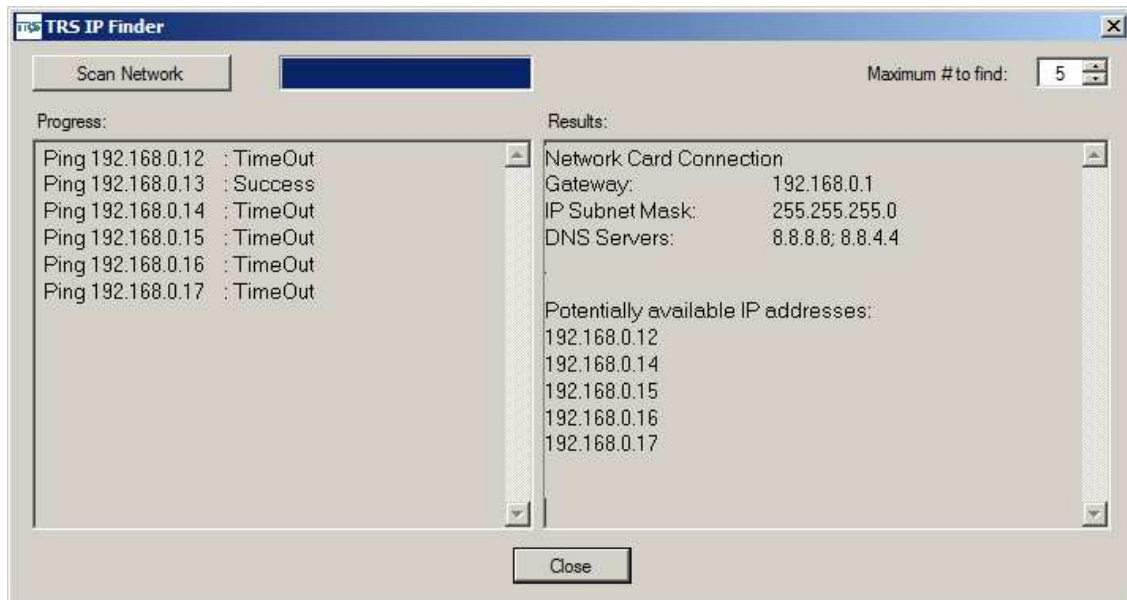 TRS TRS IP Finder
Scan Network
Maximum # to find: 5
Progress:
Ping 192.168.0.12 : TimeOut
Ping 192.168.0.13 : Success
Ping 192.168.0.14 : TimeOut
Ping 192.168.0.15 : TimeOut
Ping 192.168.0.16 : TimeOut
Ping 192.168.0.17 : TimeOut
Results:
Network Card Connection
Gateway: 192.168.0.1
IP Subnet Mask: 255.255.255.0
DNS Servers: 8.8.8.8; 8.8.4.4
.
Potentially available IP addresses:
192.168.0.12
192.168.0.14
192.168.0.15
192.168.0.16
192.168.0.17
Close